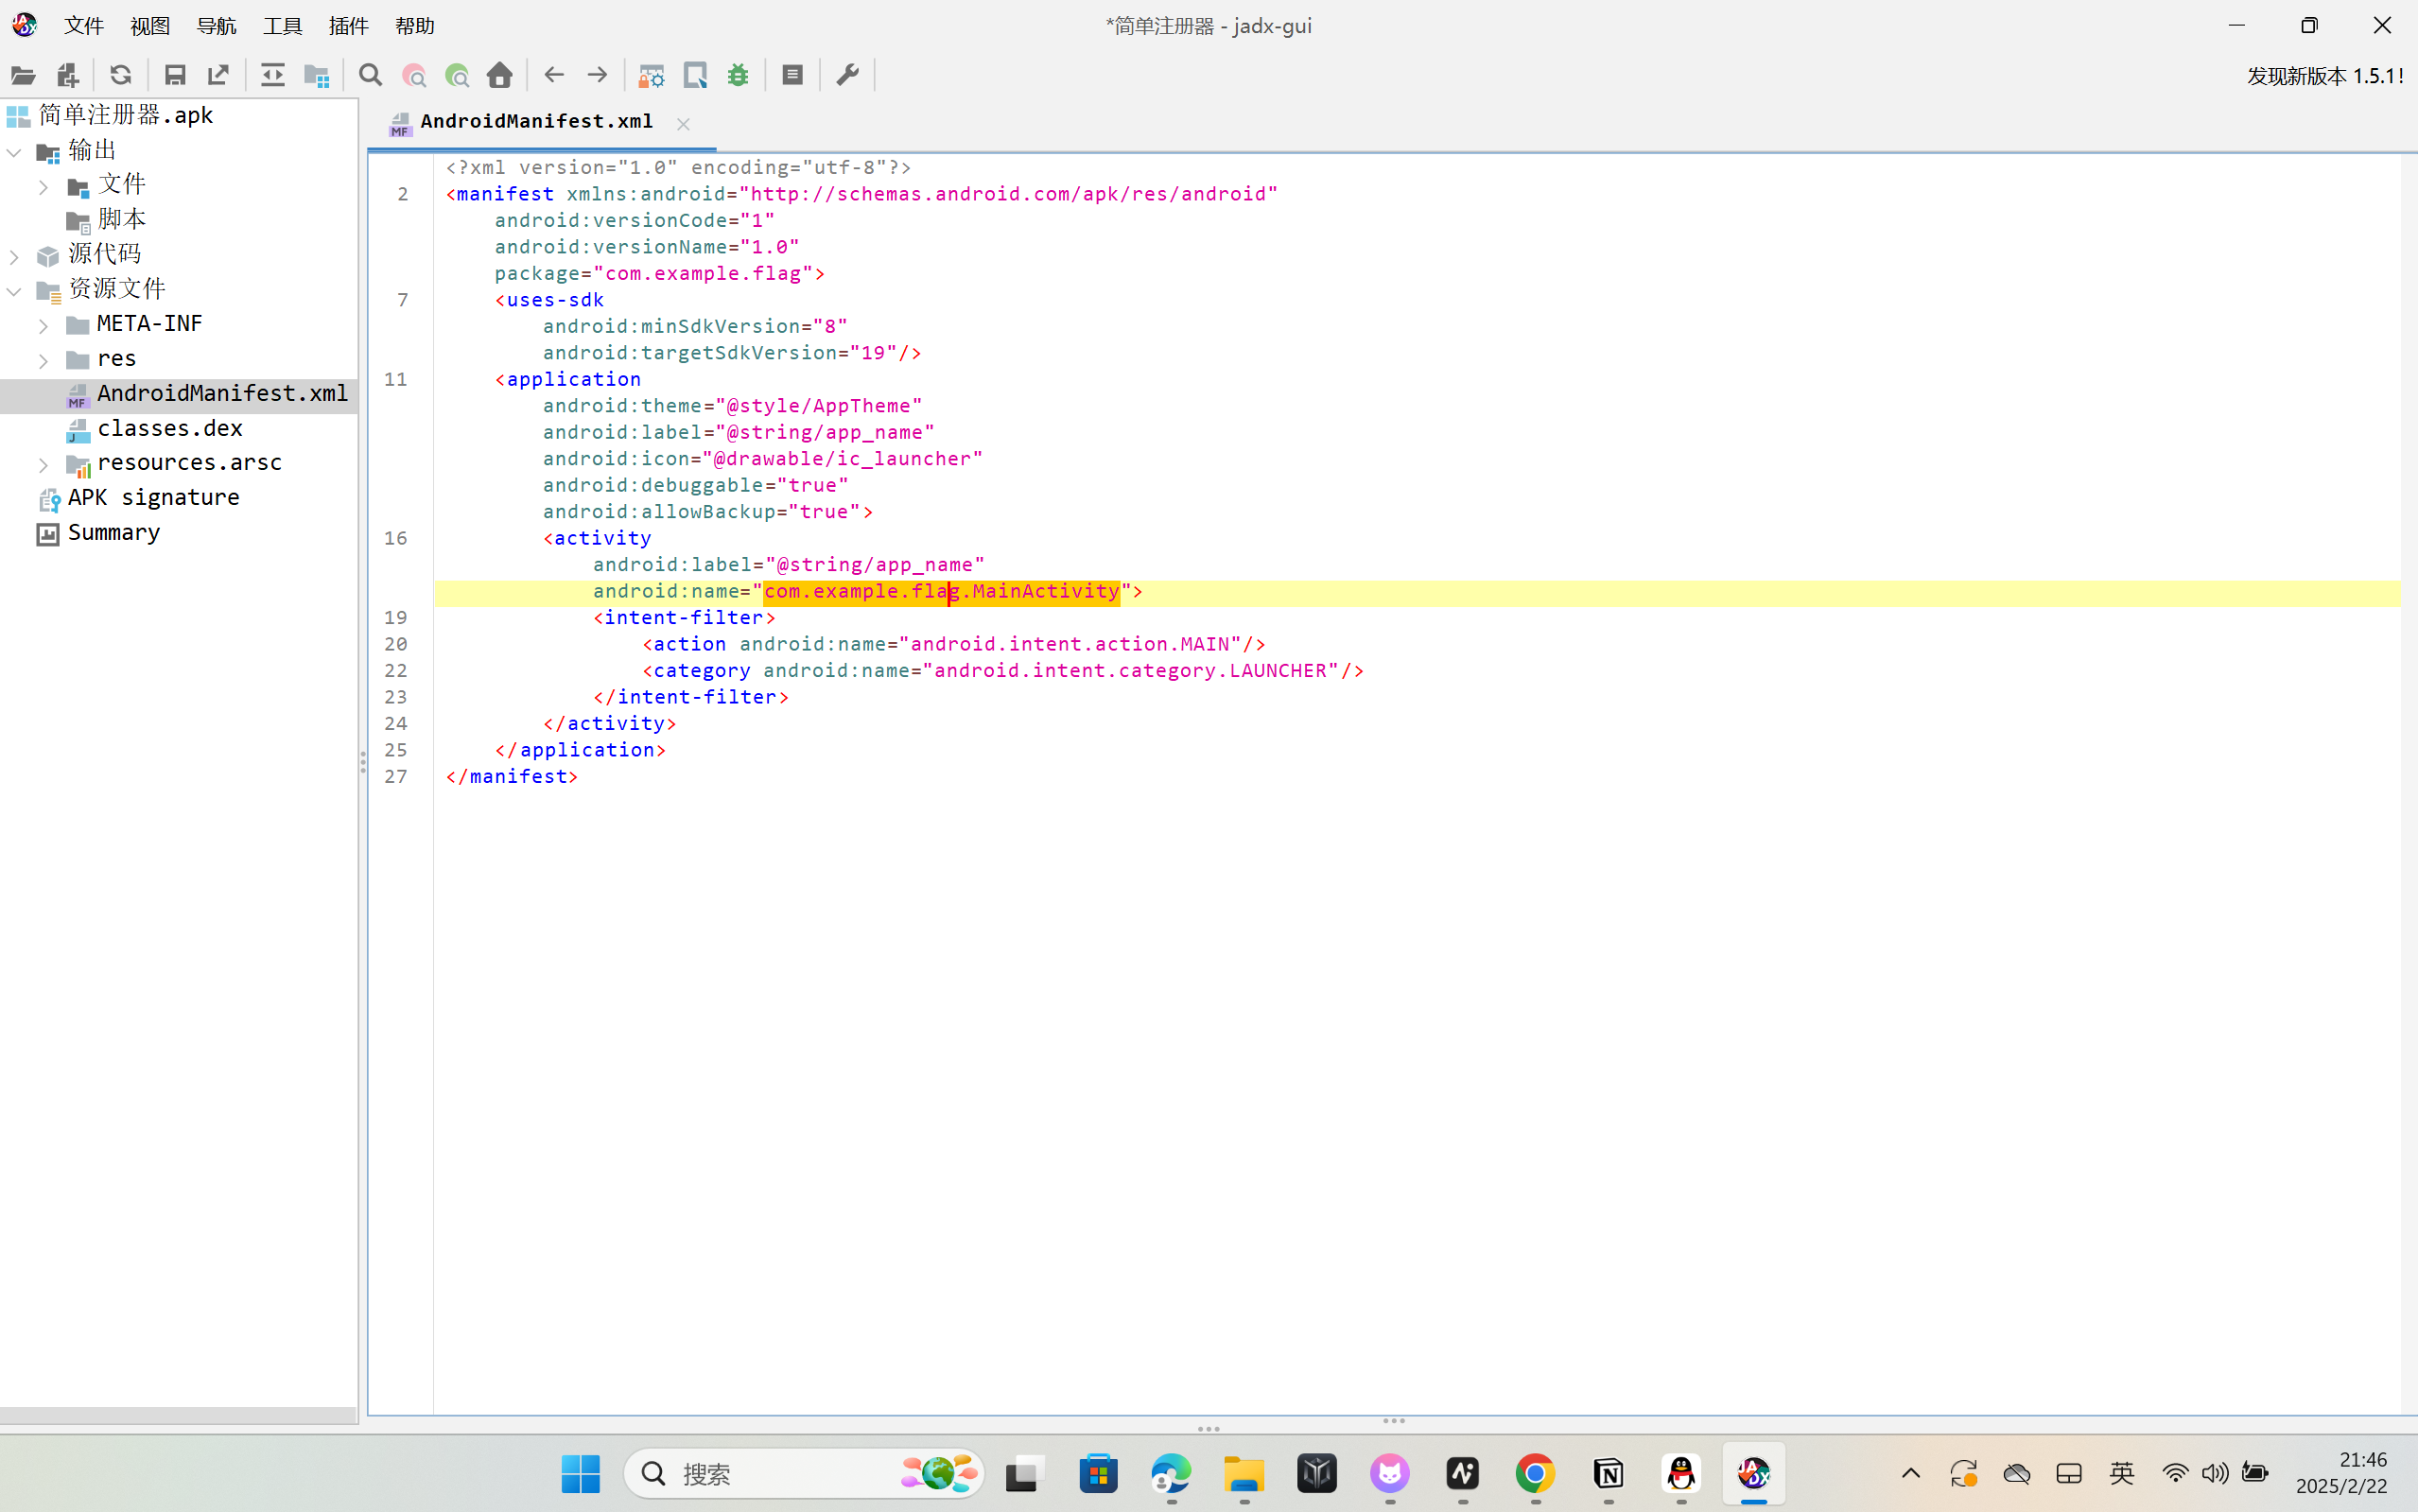 文件 视图 导航 工具 插件 帮助
*简单注册器 - jadx-gui
发现新版本 1.5.1!
简单注册器.apk
输出
文件
脚本
源代码
资源文件
META-INF
res
AndroidManifest.xml
classes.dex
resources.arsc
APK signature
Summary
AndroidManifest.xml
<?xml version="1.0" encoding="utf-8"?>
2 <manifest xmlns:android="http://schemas.android.com/apk/res/android"
android:versionCode="1"
android:versionName="1.0"
package="com.example.flag">
7 <uses-sdk
android:minSdkVersion="8"
android:targetSdkVersion="19"/>
11 <application
android:theme="@style/AppTheme"
android:label="@string/app_name"
android:icon="@drawable/ic_launcher"
android:debuggable="true"
android:allowBackup="true">
16 <activity
android:label="@string/app_name"
android:name="com.example.flag.MainActivity">
19 <intent-filter>
20 <action android:name="android.intent.action.MAIN"/>
22 <category android:name="android.intent.category.LAUNCHER"/>
23 </intent-filter>
24 </activity>
25 </application>
27 </manifest>
搜索
英
21:46
2025/2/22